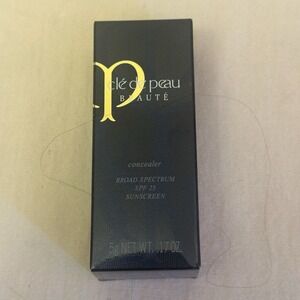 clé de peau
BEAUTÉ
concealer
BROAD SPECTRUM
SPF 25
SUNSCREEN
5g NET WT. .17 OZ.